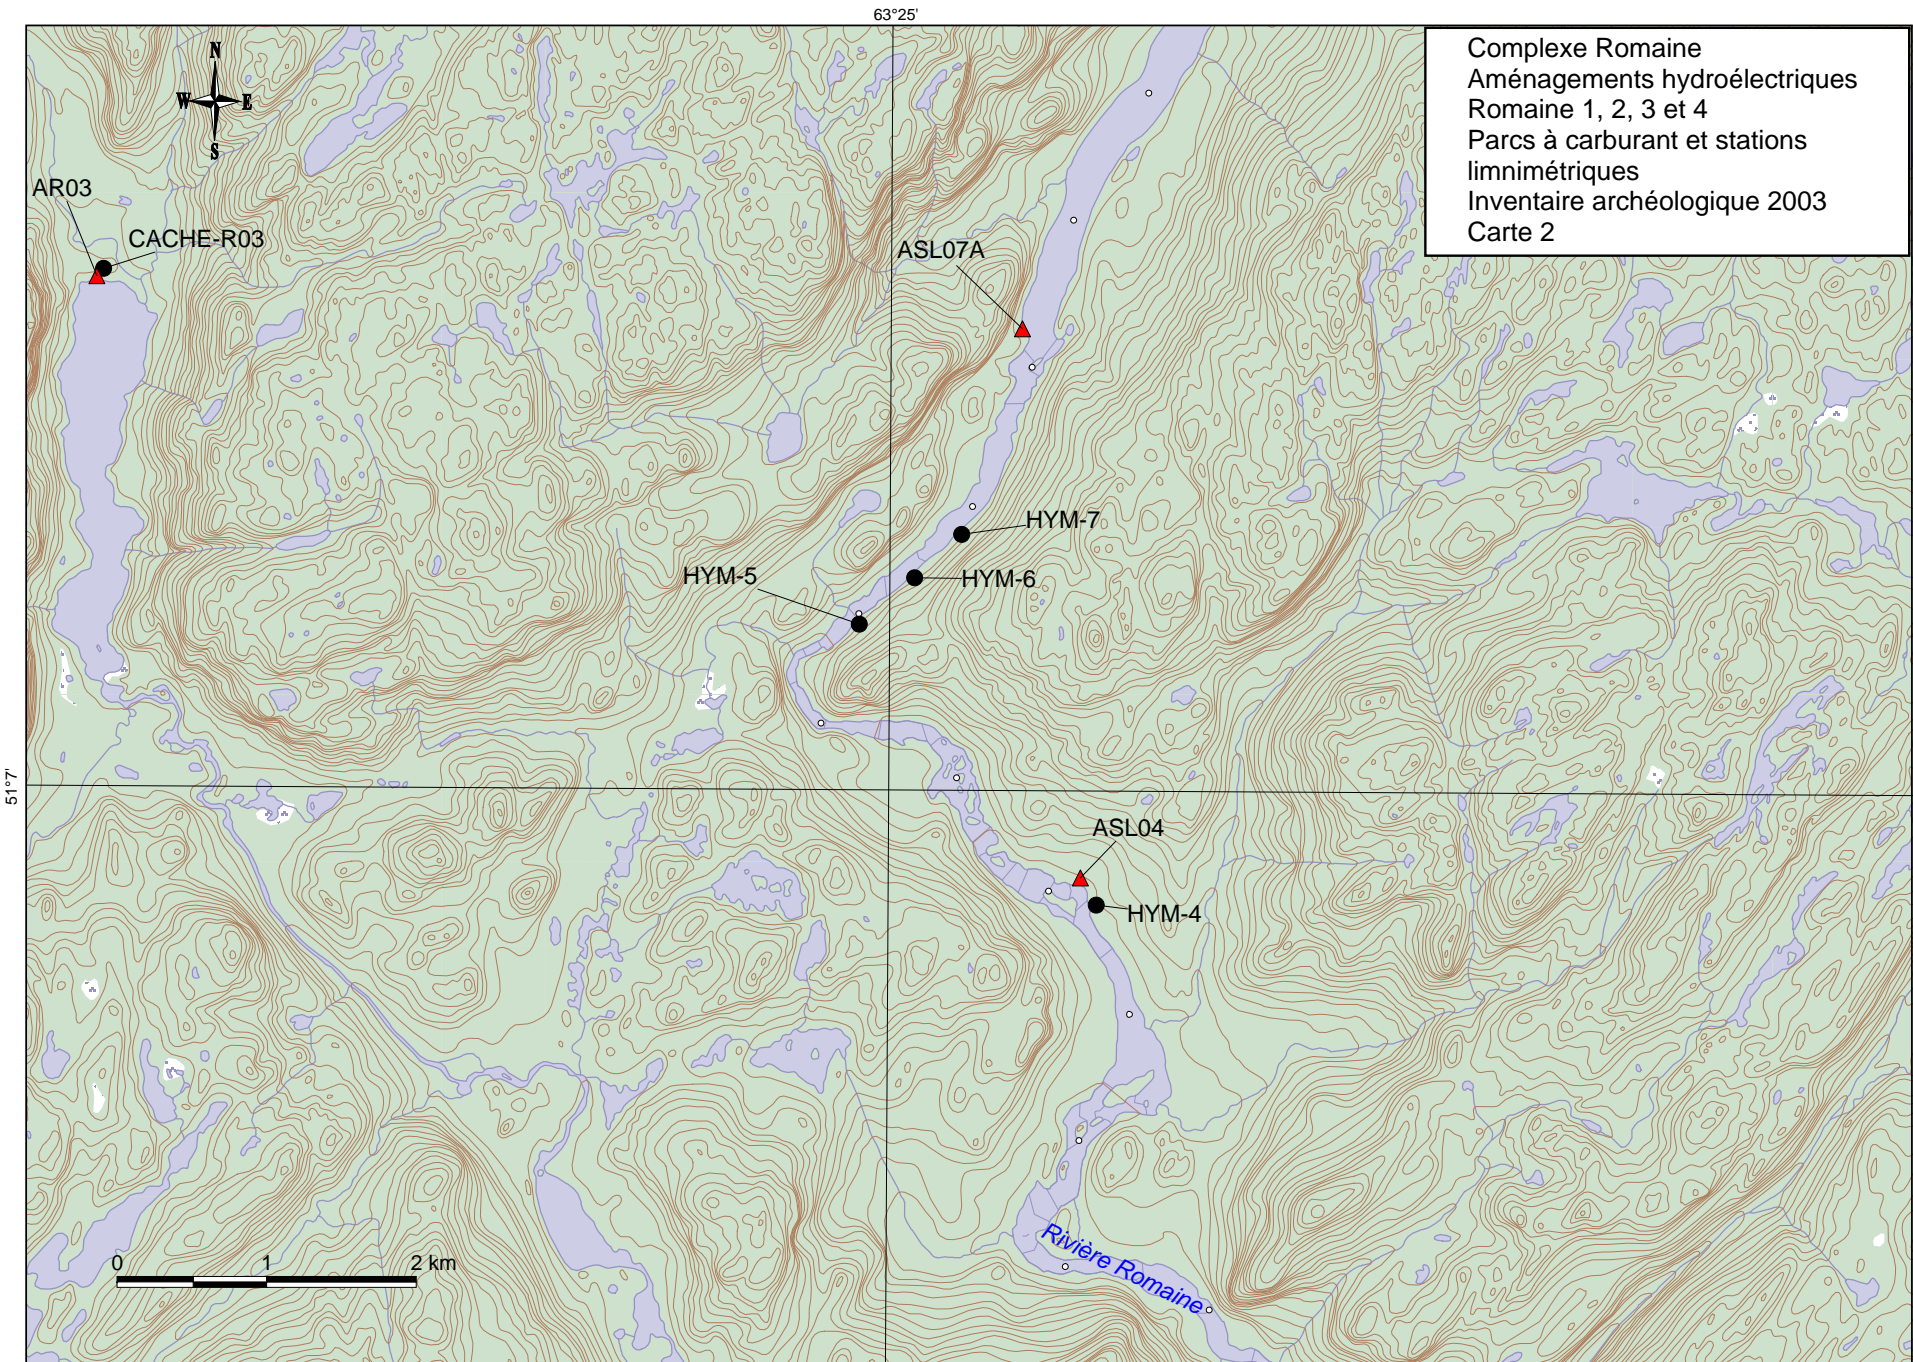 63°25'
Complexe Romaine
Aménagements hydroélectriques
Romaine 1, 2, 3 et 4
Parcs à carburant et stations
limnimétriques
Inventaire archéologique 2003
Carte 2
N
W E
S
AR03
CACHE-R03
ASL07A
HYM-7
HYM-5
HYM-6
51°7'
ASL04
HYM-4
Rivière Romaine
0 1 2 km